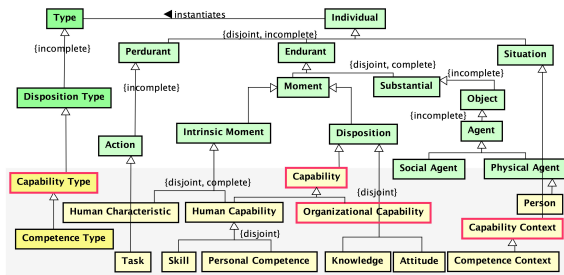 Type
instantiates
Individual
{disjoint, incomplete}
{incomplete}
Perdurant
Endurant
Situation
{disjoint, complete}
{incomplete}
Disposition Type
{incomplete}
Moment
Substantial
Object
{incomplete}
Action
Intrinsic Moment
Disposition
Agent
Social Agent
Physical Agent
Capability Type
{disjoint, complete}
Capability
{disjoint}
Person
Human Characteristic
Human Capability
Organizational Capability
Capability Context
Competence Type
{disjoint}
Task
Skill
Personal Competence
Knowledge
Attitude
Competence Context